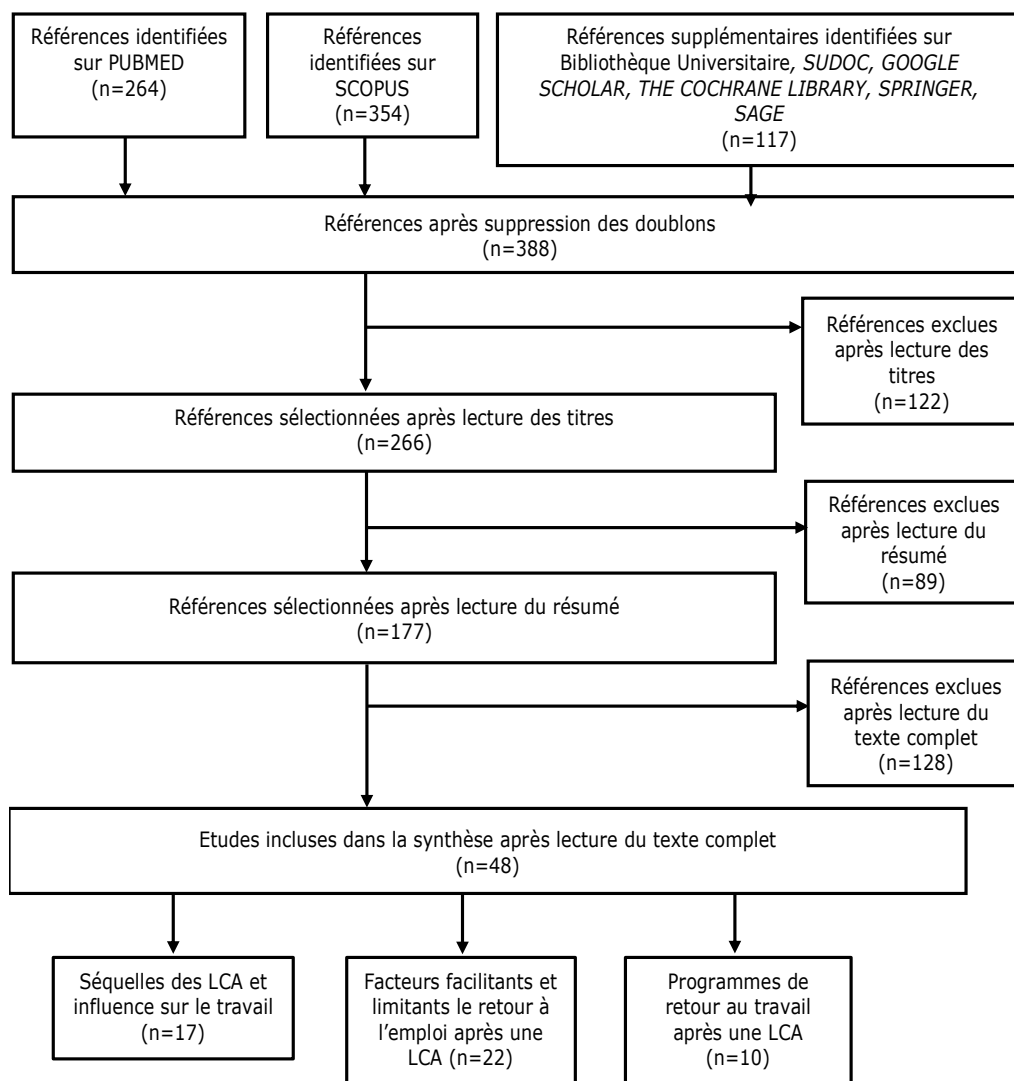 Références identifiées
sur PUBMED
(n=264)
Références
identifiées sur
SCOPUS
(n=354)
Références supplémentaires identifiées sur
Bibliothèque Universitaire, SUDOC, GOOGLE
SCHOLAR, THE COCHRANE LIBRARY, SPRINGER,
SAGE
(n=117)
Références après suppression des doublons
(n=388)
Références exclues
après lecture des
titres
(n=122)
Références sélectionnées après lecture des titres
(n=266)
Références exclues
après lecture du
résumé
(n=89)
Références sélectionnées après lecture du résumé
(n=177)
Références exclues
après lecture du
texte complet
(n=128)
Etudes incluses dans la synthèse après lecture du texte complet
(n=48)
Séquelles des LCA et
influence sur le travail
(n=17)
Facteurs facilitants et
limitants le retour à
l’emploi après une
LCA (n=22)
Programmes de
retour au travail
après une LCA
(n=10)